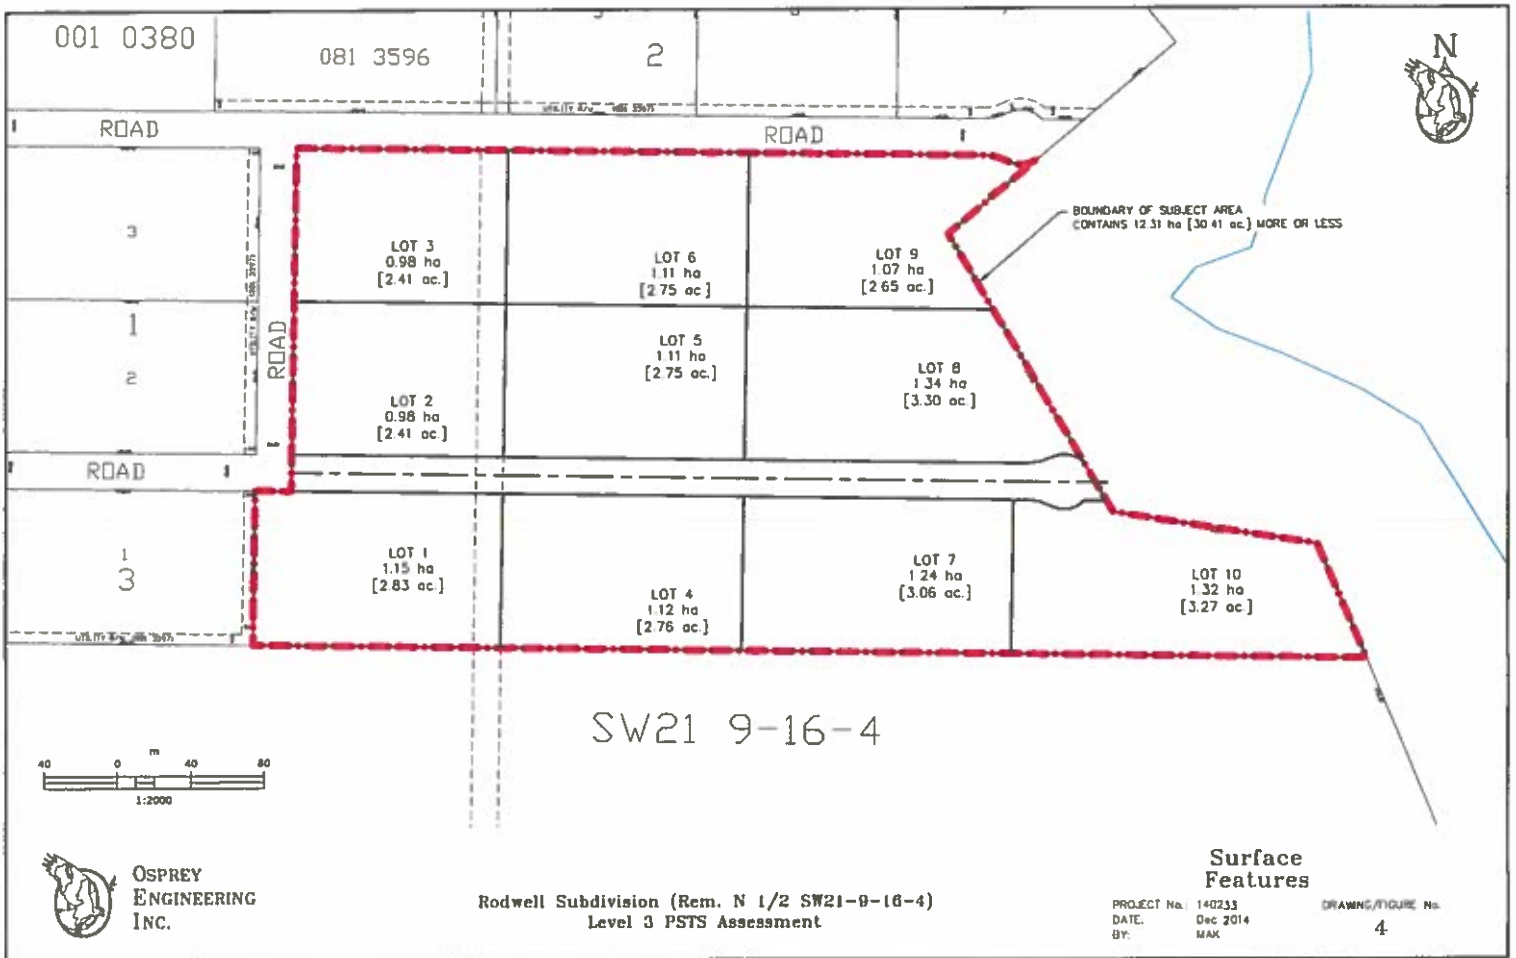 001 0380
081 3596
2
N
ROAD
ROAD
3
BOUNDARY OF SUBJECT AREA
CONTAINS 12.31 ha [30.41 ac.] MORE OR LESS
LOT 3
0.98 ha
[2.41 ac.]
LOT 6
1.11 ha
[2.75 ac.]
LOT 9
1.07 ha
[2.65 ac.]
1
2
ROAD
LOT 5
1.11 ha
[2.75 ac.]
LOT 8
1.34 ha
[3.30 ac.]
LOT 2
0.98 ha
[2.41 ac.]
ROAD
1
3
LOT 1
1.15 ha
[2.83 ac.]
LOT 4
1.12 ha
[2.76 ac.]
LOT 7
1.24 ha
[3.06 ac.]
LOT 10
1.32 ha
[3.27 ac.]
SW21 9-16-4
m
40 0 40 80
1:2000
OSPREY
ENGINEERING
INC.
Rodwell Subdivision (Rem. N 1/2 SW21-9-16-4)
Level 3 PSTS Assessment
Surface
Features
PROJECT No.: 140233
DATE: Dec 2014
BY: MAK
DRAWING/FIGURE No.
4